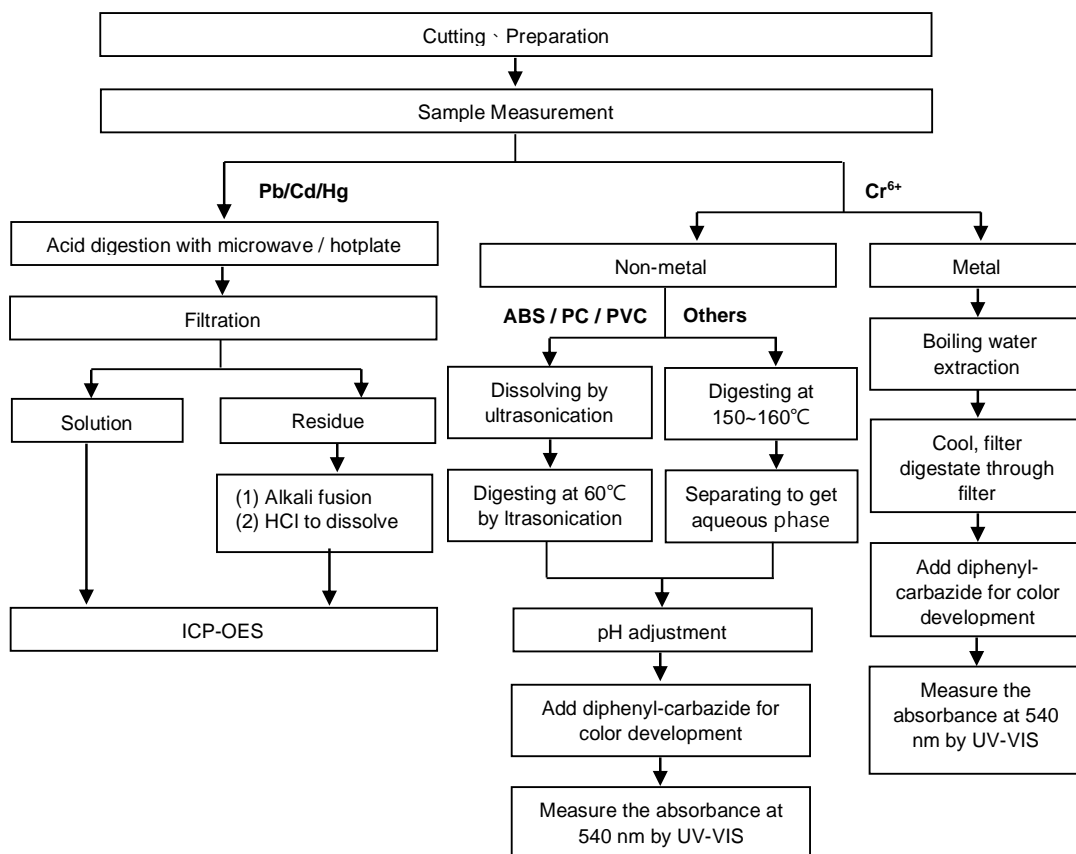 Cutting、Preparation
Sample Measurement
Pb/Cd/Hg
Cr6+
Acid digestion with microwave / hotplate
Non-metal
Metal
Filtration
ABS / PC / PVC
Others
Boiling water
extraction
Dissolving by
ultrasonication
Digesting at
150~160℃
Solution
Residue
Cool, filter
digestate through
filter
(1) Alkali fusion
(2) HCl to dissolve
Digesting at 60℃
by ltrasonication
Separating to get
aqueous phase
Add diphenyl-
carbazide for color
development
ICP-OES
pH adjustment
Measure the
absorbance at 540
nm by UV-VIS
Add diphenyl-carbazide for
color development
Measure the absorbance at
540 nm by UV-VIS